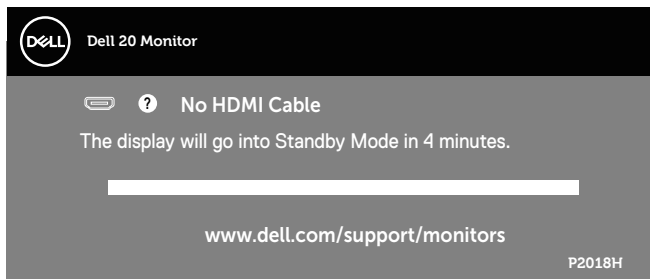 DELL Dell 20 Monitor
? No HDMI Cable
The display will go into Standby Mode in 4 minutes.
www.dell.com/support/monitors
P2018H